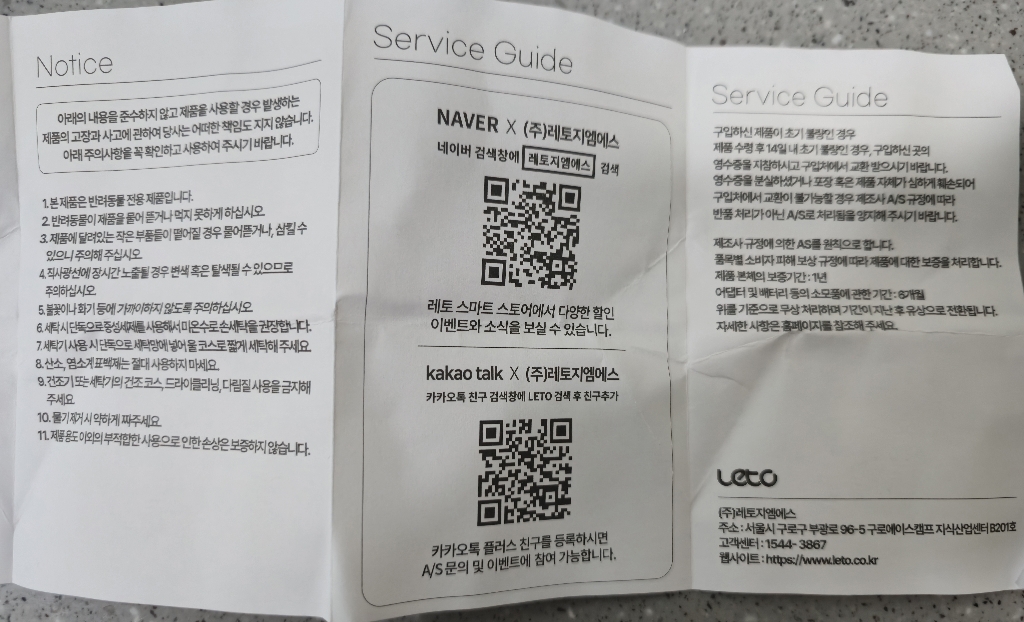 Notice
아래의 내용을 준수하지 않고 제품을 사용할 경우 발생하는
제품의 고장과 사고에 관하여 당사는 어떠한 책임도 지지 않습니다.
아래 주의사항을 꼭 확인하고 사용하여 주시기 바랍니다.
1. 본 제품은 반려동물 전용 제품입니다.
2. 반려동물이 제품을 물어 뜯거나 먹지 못하게 하십시오.
3. 제품에 달려있는 작은 부품들이 떨어질 경우 물어뜯거나, 삼킬 수
있으니 주의해 주십시오.
4. 직사광선에 장시간 노출될 경우 변색 혹은 탈색될 수 있으므로
주의하십시오.
5. 불꽃이나 화기 등에 가까이하지 않도록 주의하십시오.
6. 세탁시 단독으로 중성세제를 사용해서 미온수로 손세탁을 권장합니다.
7. 세탁기 사용 시 단독으로 세탁망에 넣어 울 코스로 짧게 세탁해 주세요.
8. 산소, 염소계 표백제는 절대 사용하지 마세요.
9. 건조기 또는 세탁기의 건조 코스, 드라이클리닝, 다림질 사용을 금지해
주세요.
10. 물기 제거 시 약하게 짜주세요.
11. 제품 용도 이외의 부적합한 사용으로 인한 손상은 보증하지 않습니다.
Service Guide
NAVER X (주)레토지엠에스
네이버 검색창에 레토지엠에스 검색
레토 스마트 스토어에서 다양한 할인
이벤트와 소식을 보실 수 있습니다.
kakao talk X (주)레토지엠에스
카카오톡 친구 검색창에 LETO 검색 후 친구추가
카카오톡 플러스 친구를 등록하시면
A/S 문의 및 이벤트에 참여 가능합니다.
Service Guide
구입하신 제품이 초기 불량인 경우
제품 수령 후 14일 내 초기 불량인 경우, 구입하신 곳의
영수증을 지참하시고 구입처에서 교환 받으시기 바랍니다.
영수증을 분실하셨거나 포장 혹은 제품 자체가 심하게 훼손되어
구입처에서 교환이 불가능할 경우 제조사 A/S 규정에 따라
반품 처리가 아닌 A/S로 처리됨을 양지해 주시기 바랍니다.
제조사 규정에 의한 AS를 원칙으로 합니다.
품목별 소비자 피해 보상 규정에 따라 제품에 대한 보증을 처리합니다.
제품 본체의 보증기간 : 1년
어댑터 및 배터리 등의 소모품에 관한 기간 : 6개월
위를 기준으로 무상 처리하며 기간이 지난 후 유상으로 전환됩니다.
자세한 사항은 홈페이지를 참조해 주세요.
Leto
(주)레토지엠에스
주소 : 서울시 구로구 부광로 96-5 구로에이스캠프 지식산업센터 B201호
고객센터 : 1544- 3867
웹사이트 : https://www.leto.co.kr